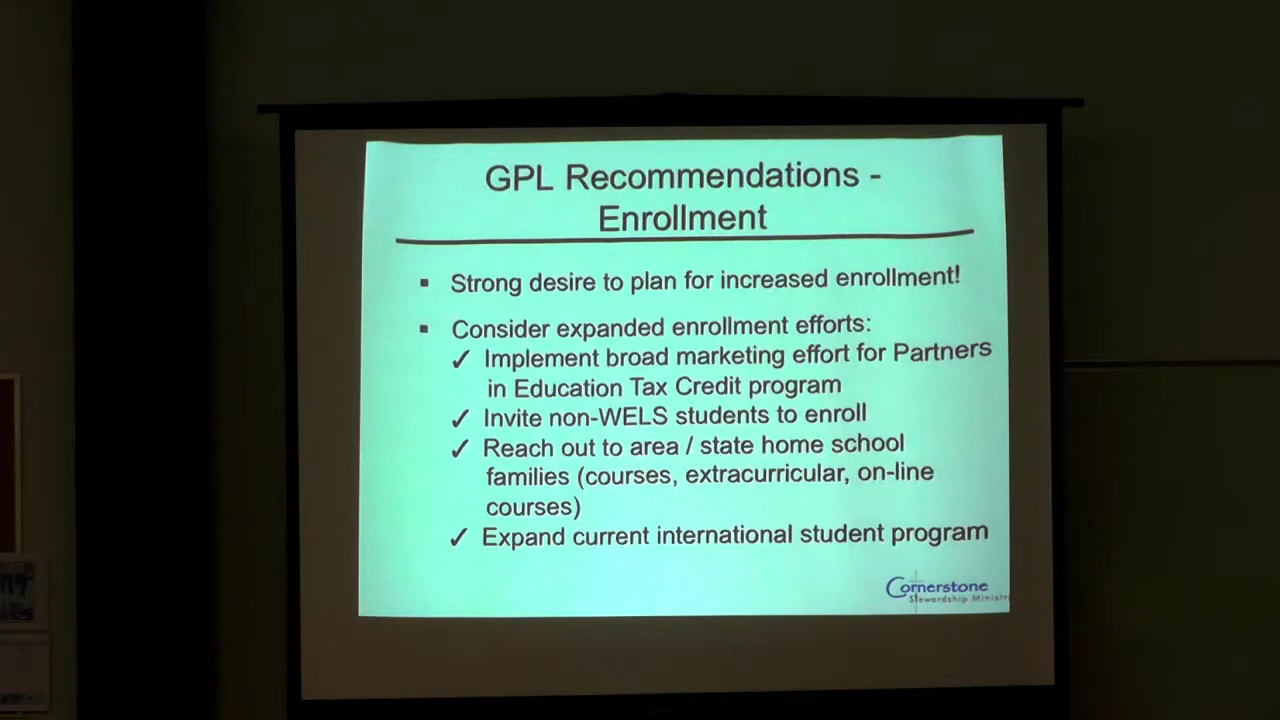 GPL Recommendations -
Enrollment
▪ Strong desire to plan for increased enrollment!
▪ Consider expanded enrollment efforts:
✓ Implement broad marketing effort for Partners
in Education Tax Credit program
✓ Invite non-WELS students to enroll
✓ Reach out to area / state home school
families (courses, extracurricular, on-line
courses)
✓ Expand current international student program
Cornerstone
Stewardship Ministri